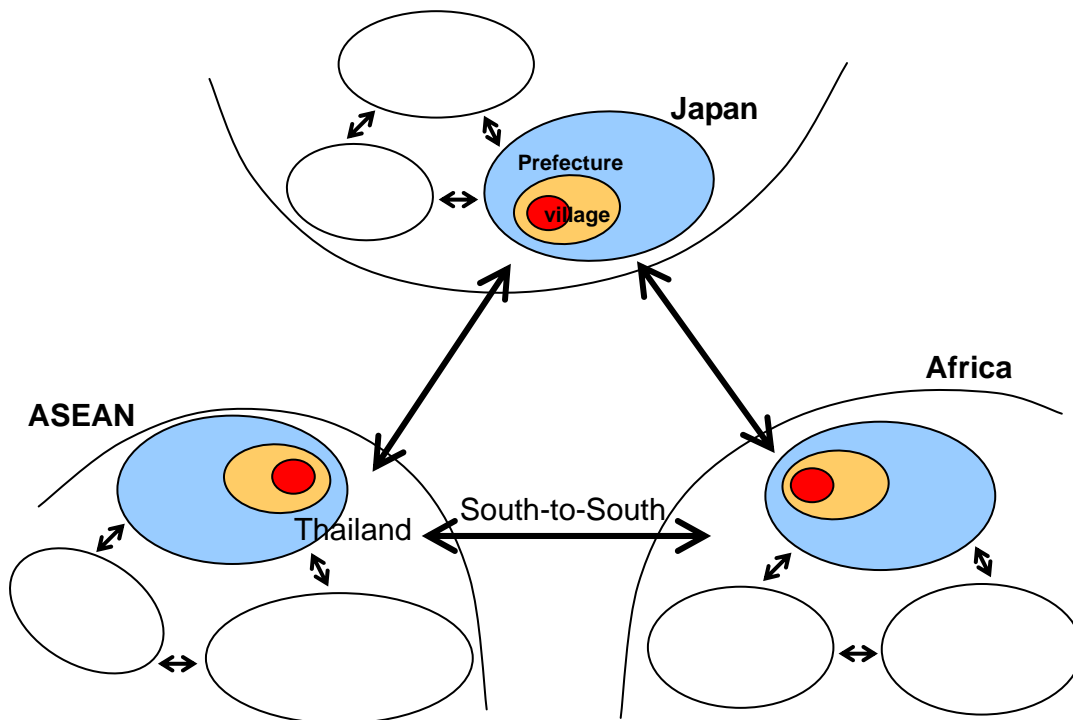 Japan
Prefecture
village
Africa
ASEAN
South-to-South
Thailand